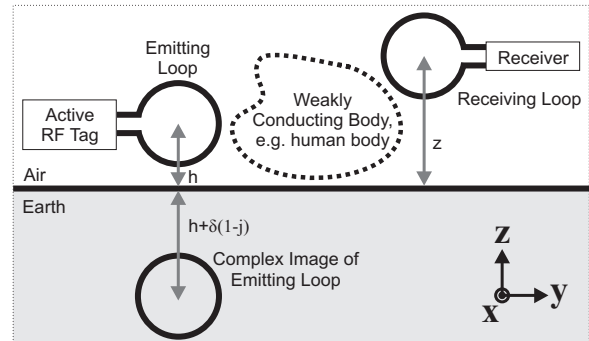 Emitting
Loop
Receiver
Active
RF Tag
Weakly
Conducting Body,
e.g. human body
Receiving Loop
z
h
Air
Earth
h+δ(1-j)
Complex Image of
Emitting Loop
z
y
x